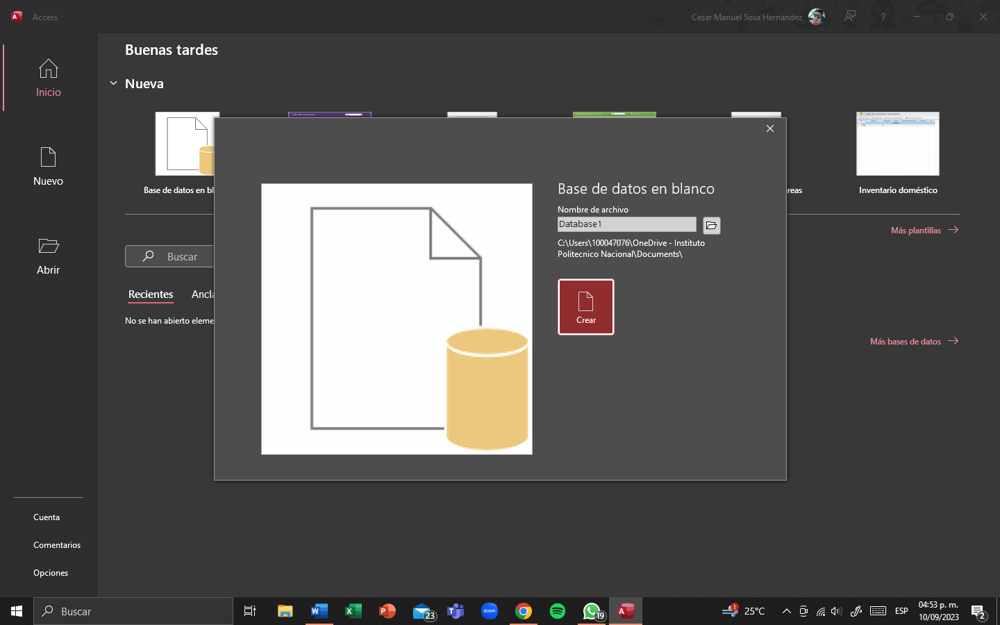 Access
Cesar Manuel Sosa Hernandez
?
Buenas tardes
Inicio
Nueva
Nuevo
Base de datos en bl
reas
Inventario doméstico
Más plantillas
Abrir
Buscar
Recientes
Ancla
No se han abierto eleme
Más bases de datos
Base de datos en blanco
Nombre de archivo
Database1
C:\Users\100047076\OneDrive - Instituto
Politecnico Nacional\Documents\
Crear
Cuenta
Comentarios
Opciones
Buscar
W
X
P
23
zoom
19
A
1
25°C
ESP
04:53 p. m.
10/09/2023
2